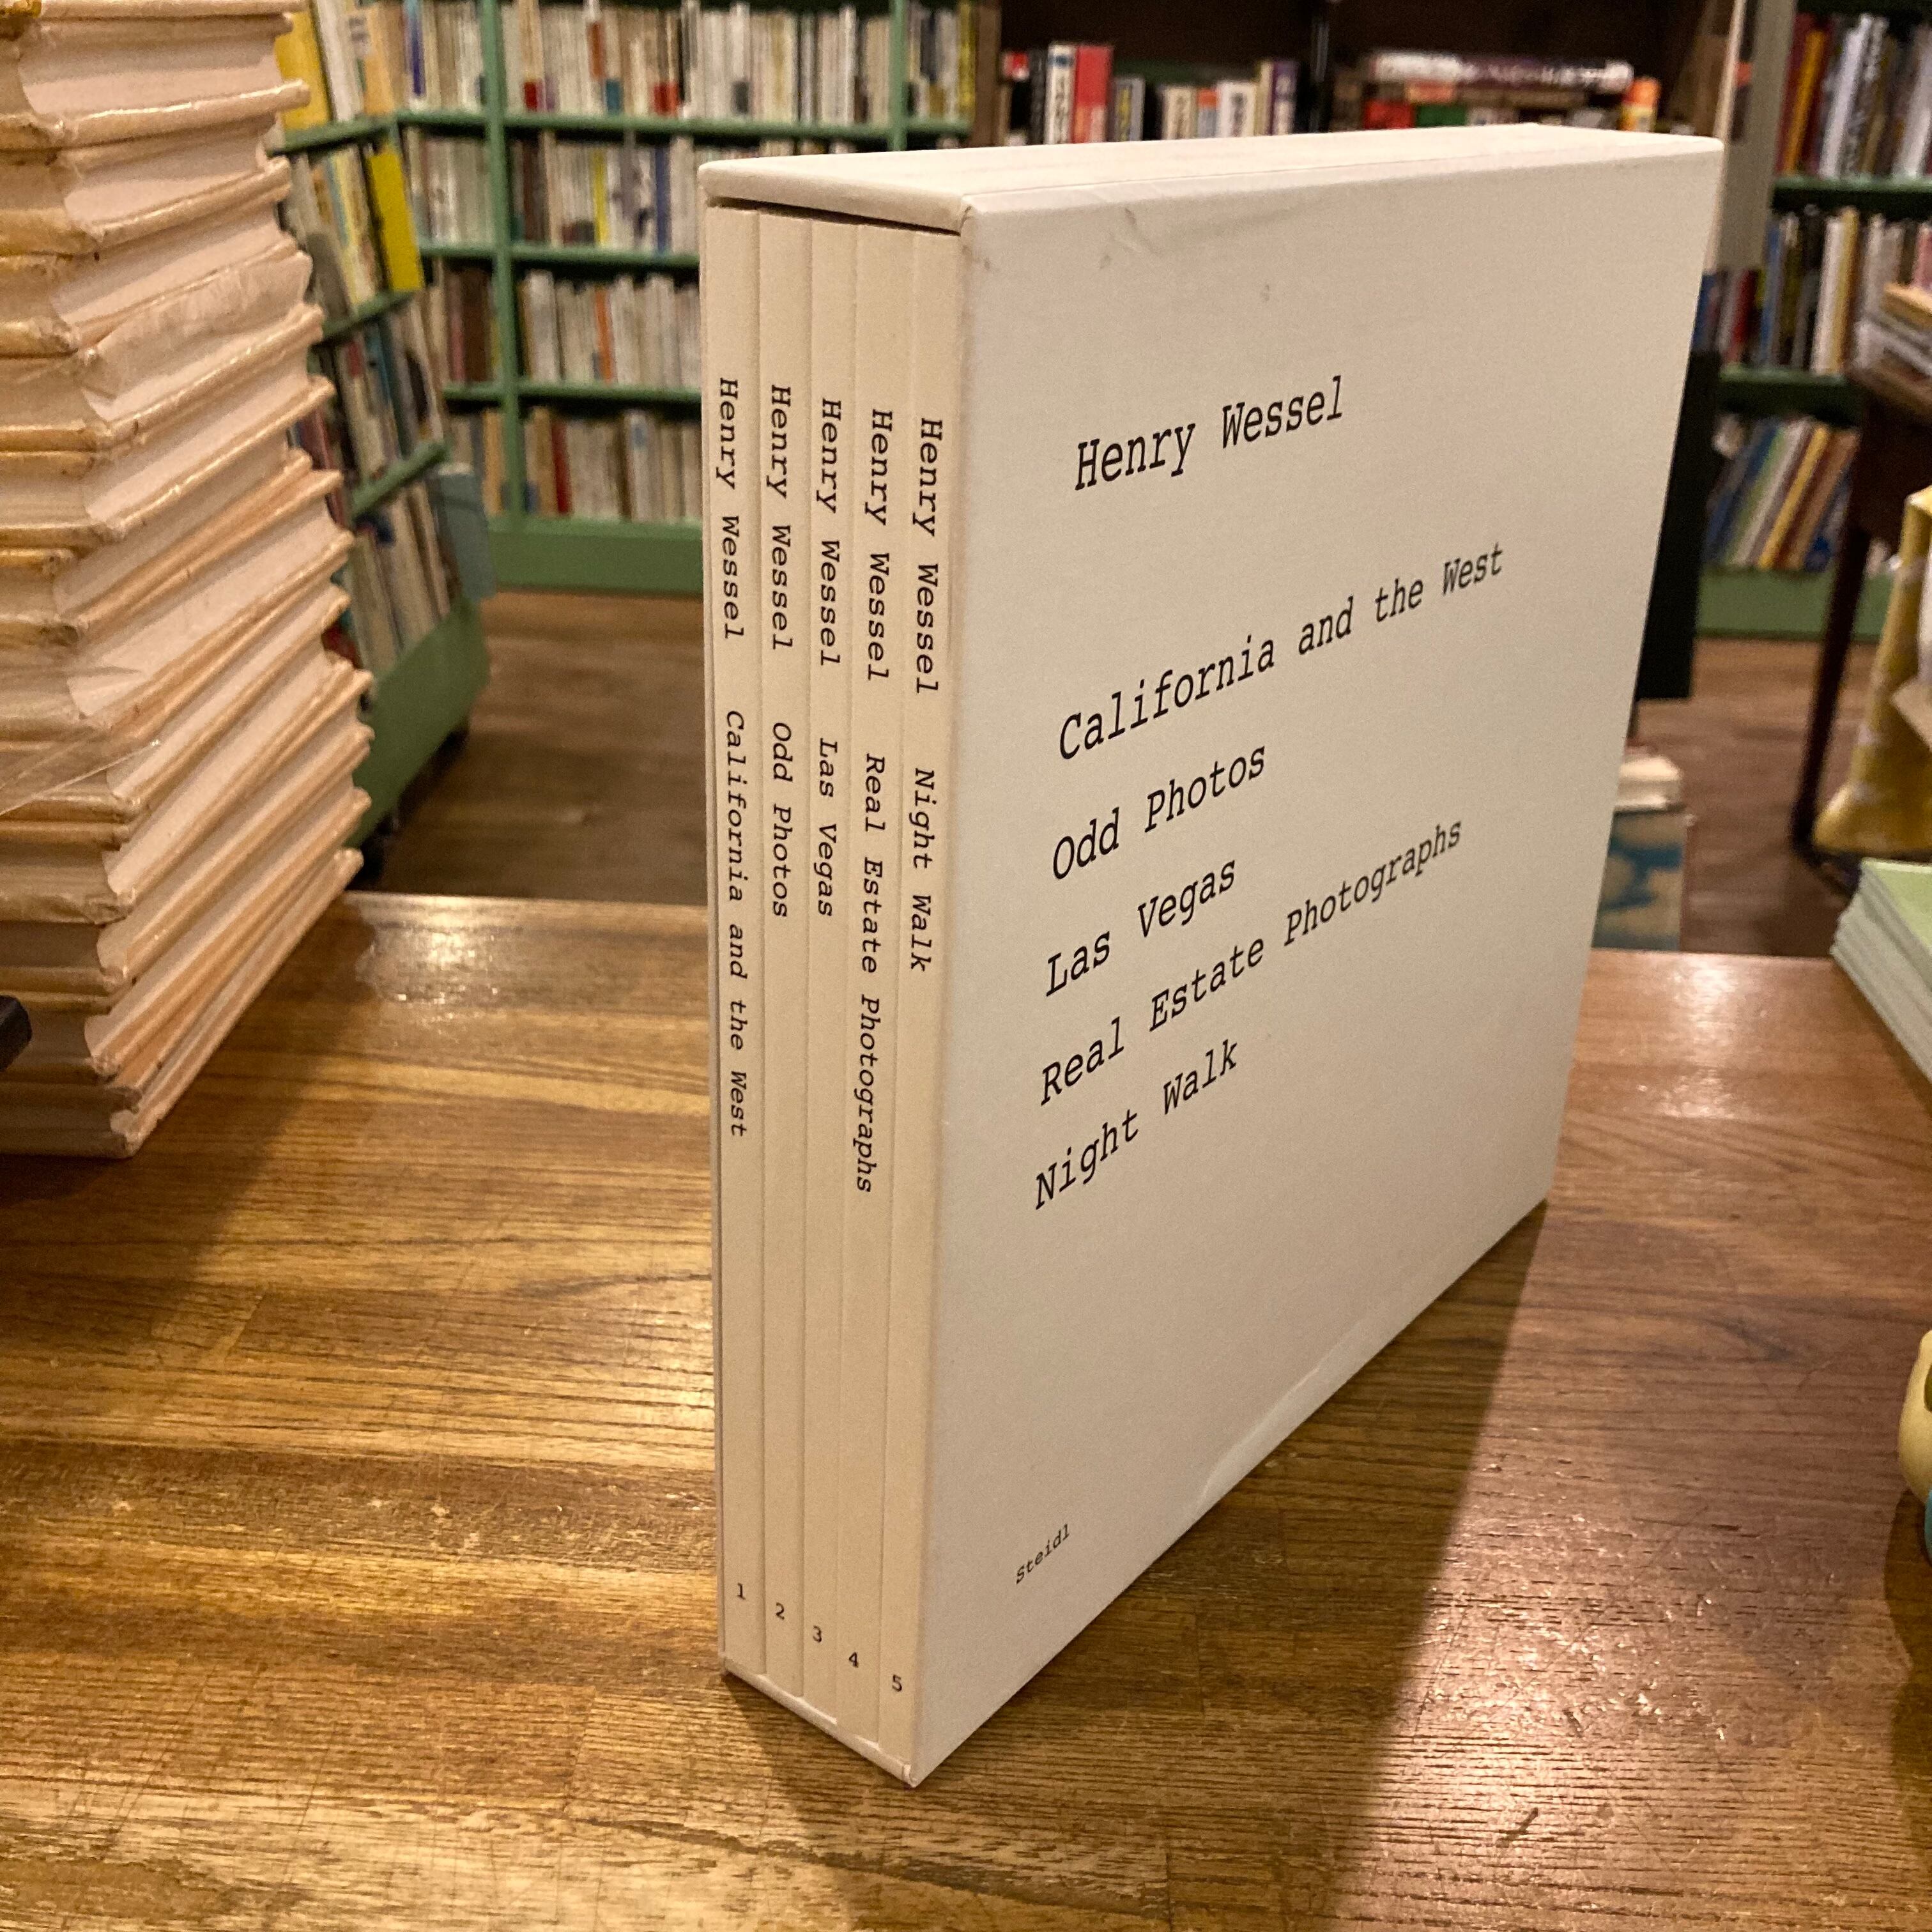 Henry Wessel California and the West 1
Henry Wessel Odd Photos 2
Henry Wessel Las Vegas 3
Henry Wessel Real Estate Photographs 4
Henry Wessel Night Walk 5
Henry Wessel
California and the West
Odd Photos
Las Vegas
Real Estate Photographs
Night Walk
Steidl